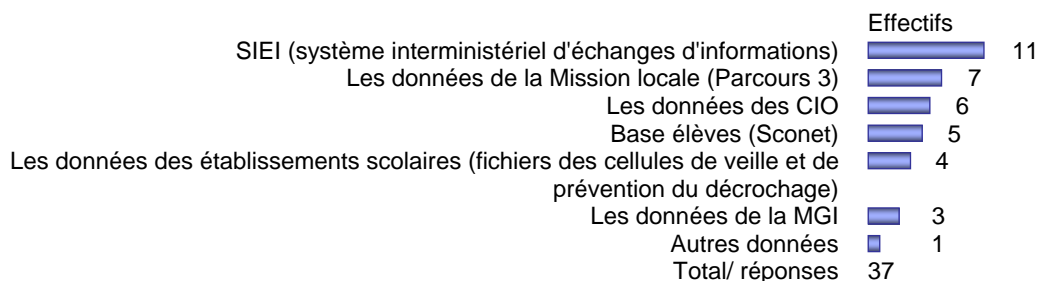 Effectifs
SIEI (système interministériel d'échanges d'informations) 11
Les données de la Mission locale (Parcours 3) 7
Les données des CIO 6
Base élèves (Sconet) 5
Les données des établissements scolaires (fichiers des cellules de veille et de 4
prévention du décrochage)
Les données de la MGI 3
Autres données 1
Total/ réponses 37